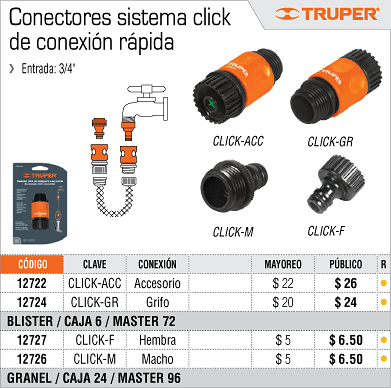 Conectores sistema click
de conexión rápida
TRUPER
Entrada: 3/4"
CLICK-ACC
CLICK-GR
TRUPER
CLICK-M
CLICK-F
CÓDIGO CLAVE CONEXIÓN MAYOREO PÚBLICO R
12722 CLICK-ACC Accesorio $ 22 $ 26
12724 CLICK-GR Grifo $ 20 $ 24
BLISTER / CAJA 6 / MASTER 72
12727 CLICK-F Hembra $ 5 $ 6.50
12726 CLICK-M Macho $ 5 $ 6.50
GRANEL / CAJA 24 / MASTER 96